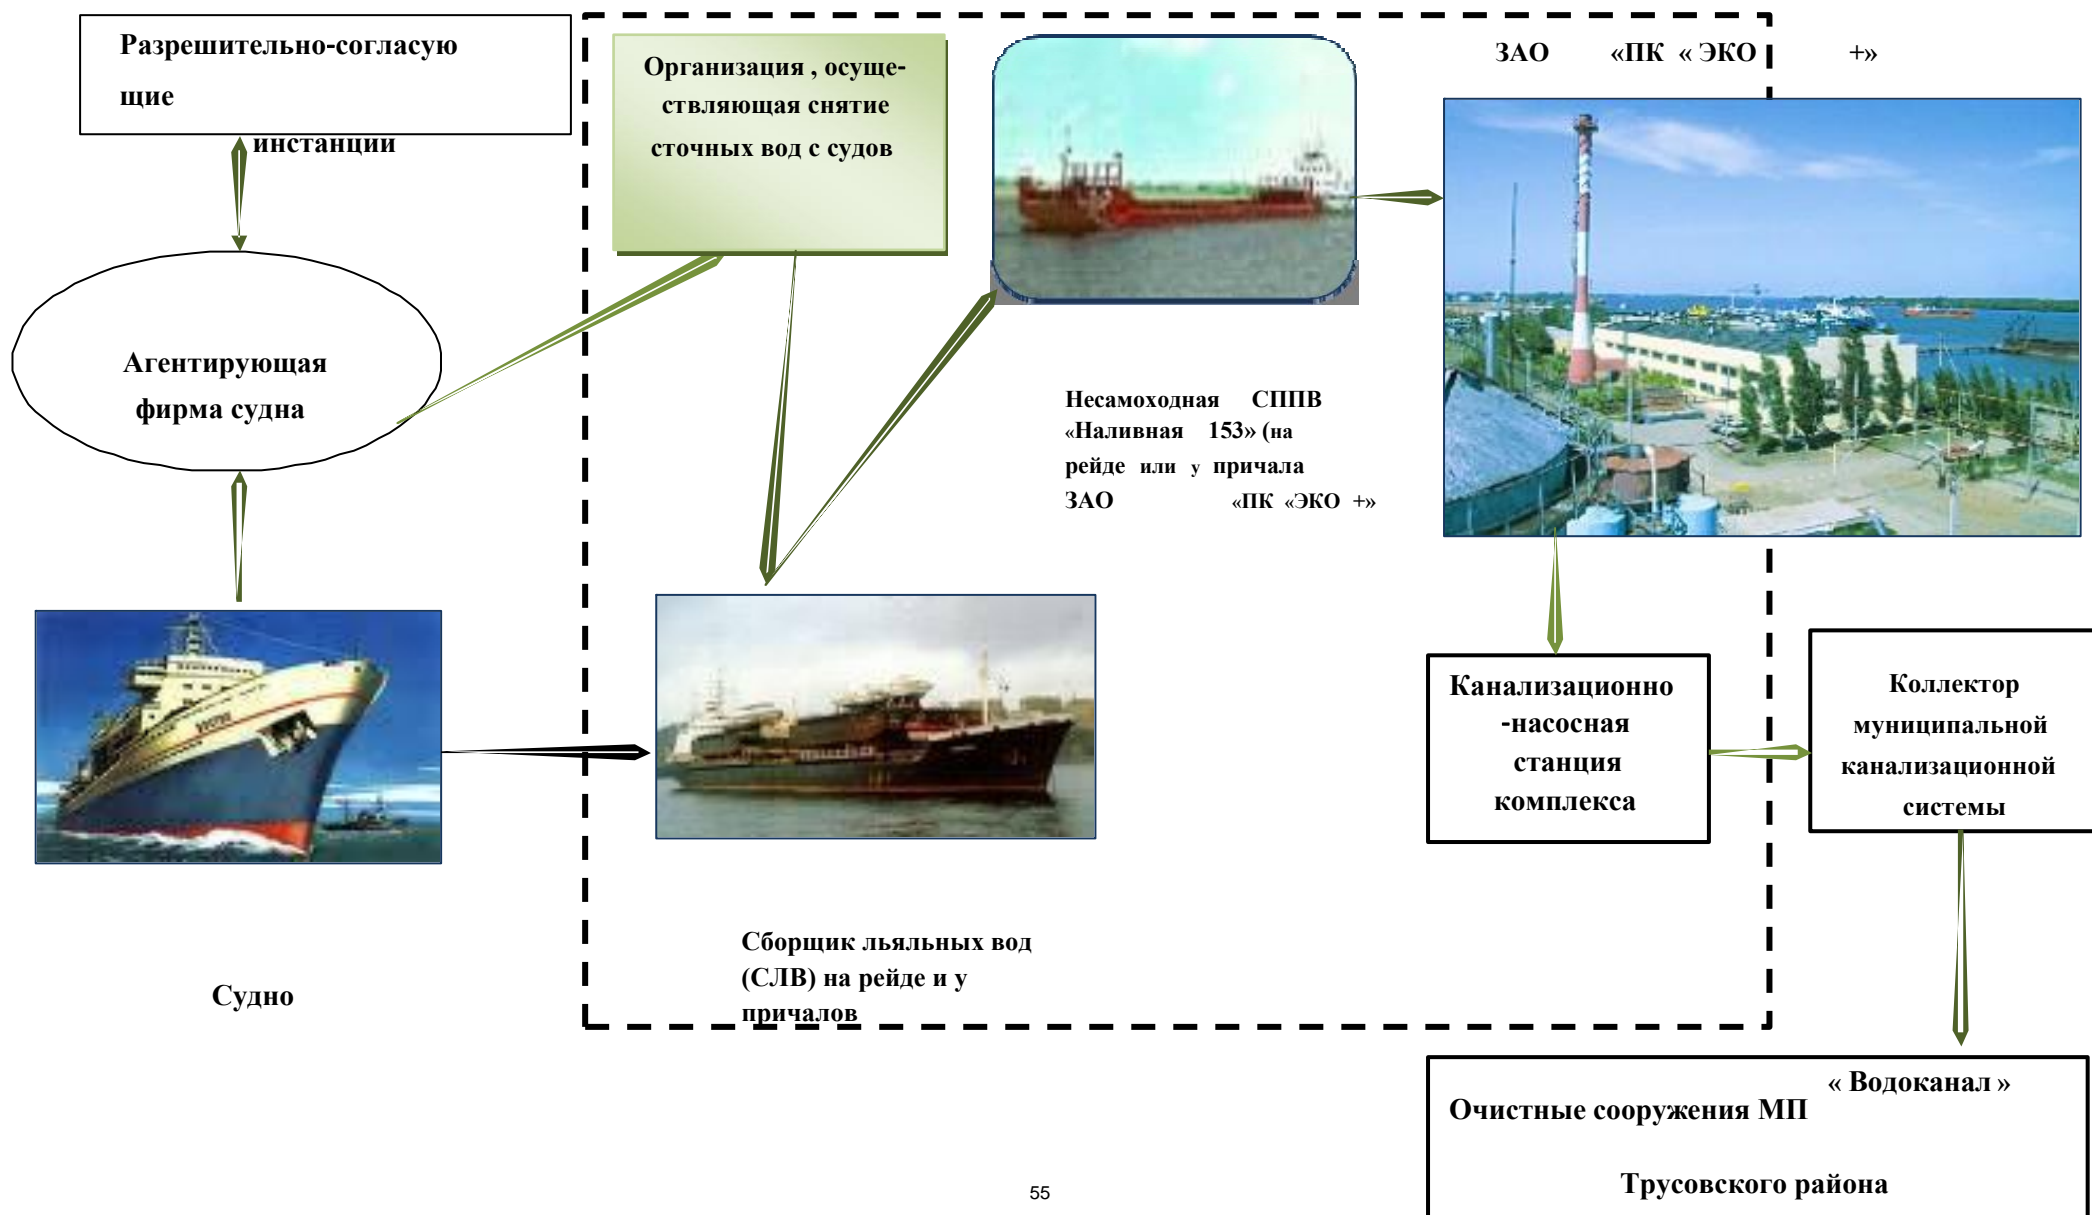 Разрешительно-согласую
щие
инстанции
Организация , осуще-
ствляющая снятие
сточных вод с судов
ЗАО «ПК « ЭКО +»
Агентирующая
фирма судна
Несамоходная СППВ
«Наливная 153» (на
рейде или у причала
ЗАО «ПК «ЭКО +»
Канализационно
-насосная
станция
комплекса
Коллектор
муниципальной
канализационной
системы
Судно
Сборщик льяльных вод
(СЛВ) на рейде и у
причалов
« Водоканал »
Очистные сооружения МП
Трусовского района
55